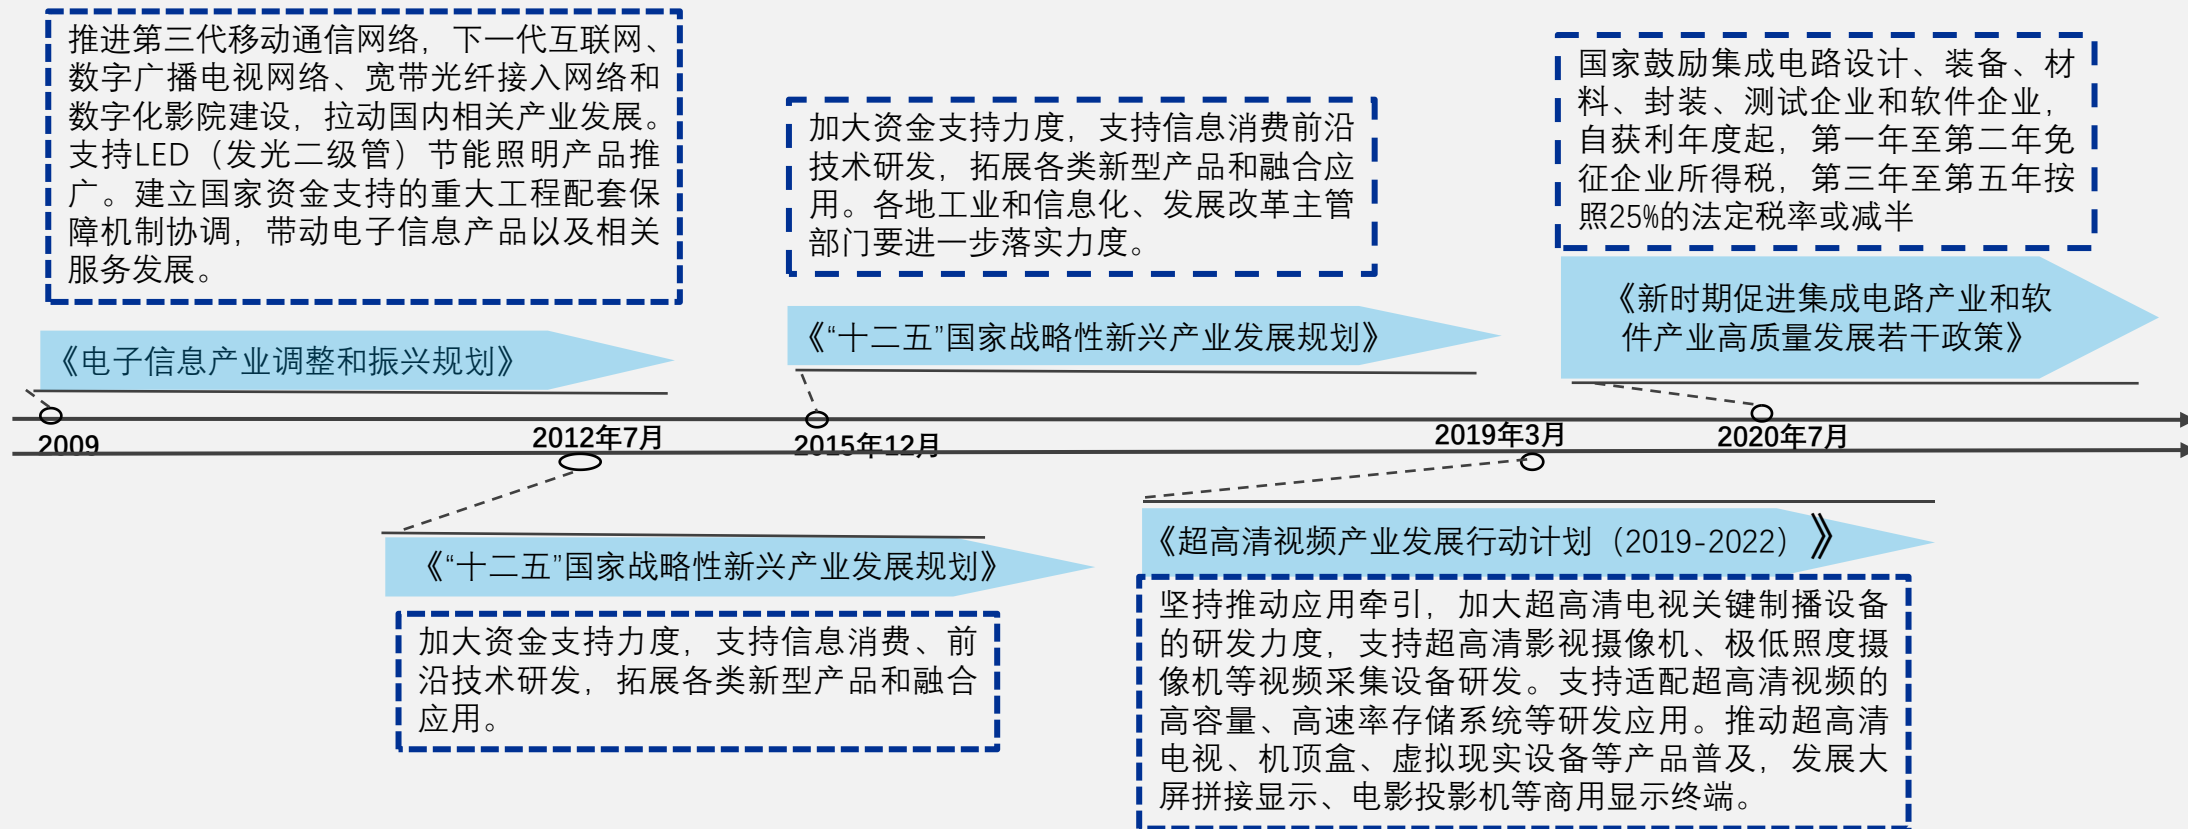 推进第三代移动通信网络，下一代互联网、
数字广播电视网络、宽带光纤接入网络和
数字化影院建设，拉动国内相关产业发展。
支持LED（发光二级管）节能照明产品推
广。建立国家资金支持的重大工程配套保
障机制协调，带动电子信息产品以及相关
服务发展。
《电子信息产业调整和振兴规划》
加大资金支持力度，支持信息消费前沿
技术研发，拓展各类新型产品和融合应
用。各地工业和信息化、发展改革主管
部门要进一步落实力度。
《“十二五”国家战略性新兴产业发展规划》
国家鼓励集成电路设计、装备、材
料、封装、测试企业和软件企业，
自获利年度起，第一年至第二年免
征企业所得税，第三年至第五年按
照25%的法定税率或减半
《新时期促进集成电路产业和软
件产业高质量发展若干政策》
2009
2012年7月
2015年12月
2019年3月
2020年7月
《“十二五”国家战略性新兴产业发展规划》
加大资金支持力度，支持信息消费、前
沿技术研发，拓展各类新型产品和融合
应用。
《超高清视频产业发展行动计划（2019-2022）》
坚持推动应用牵引，加大超高清电视关键制播设备
的研发力度，支持超高清影视摄像机、极低照度摄
像机等视频采集设备研发。支持适配超高清视频的
高容量、高速率存储系统等研发应用。推动超高清
电视、机顶盒、虚拟现实设备等产品普及，发展大
屏拼接显示、电影投影机等商用显示终端。